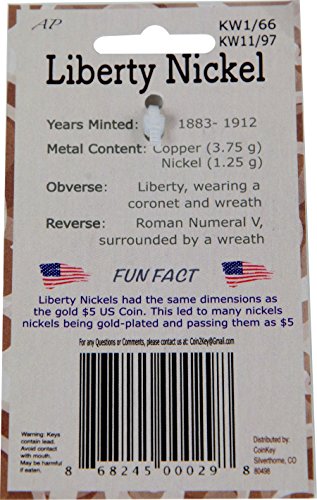 AP
KW1/66
KW11/97
Liberty Nickel
Years Minted: 1883- 1912
Metal Content: Copper (3.75 g)
Nickel (1.25 g)
Obverse: Liberty, wearing a
coronet and wreath
Reverse: Roman Numeral V,
surrounded by a wreath
FUN FACT
Liberty Nickels had the same dimensions as
the gold $5 US Coin. This led to many nickels
nickels being gold-plated and passing them as $5
For any Questions or Comments, please contact us: Coin2Key@Gmail.com
Warning: Keys
contain lead.
Avoid contact
with mouth.
May be harmful
if eaten.
Distributed by:
CoinKey
Silverthorne, CO
80498
8 68245 00029 8